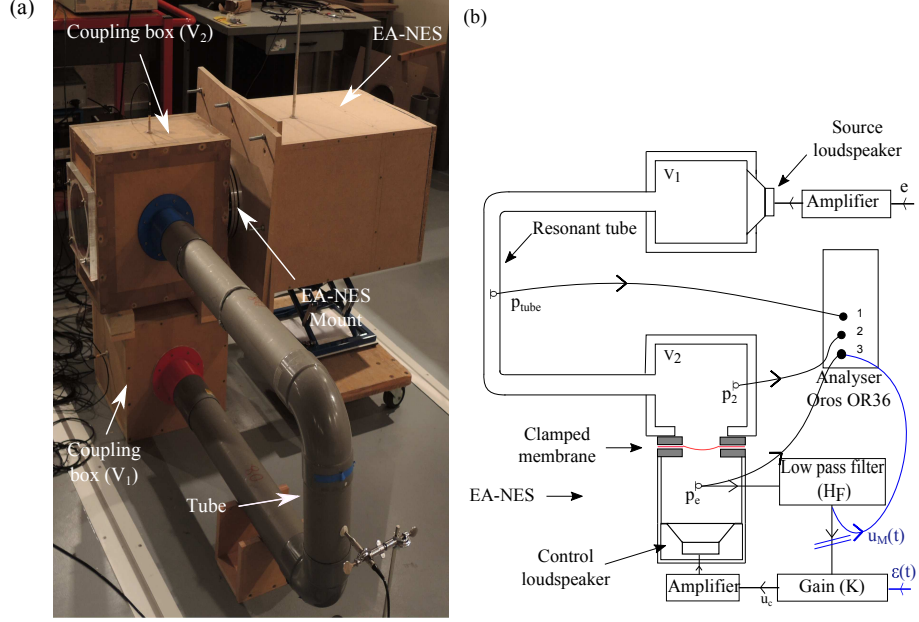 (a)
Coupling box (V2)
EA-NES
EA-NES
Mount
Coupling
box (V1)
Tube
(b)
V1
Source
loudspeaker
Amplifier
e
Resonant tube
ptube
1
2
3
Analyser
Oros OR36
V2
p2
Clamped
membrane
EA-NES
pe
Low pass filter
(HF)
uM(t)
Control
loudspeaker
Amplifier
uc
Gain (K)
ε(t)